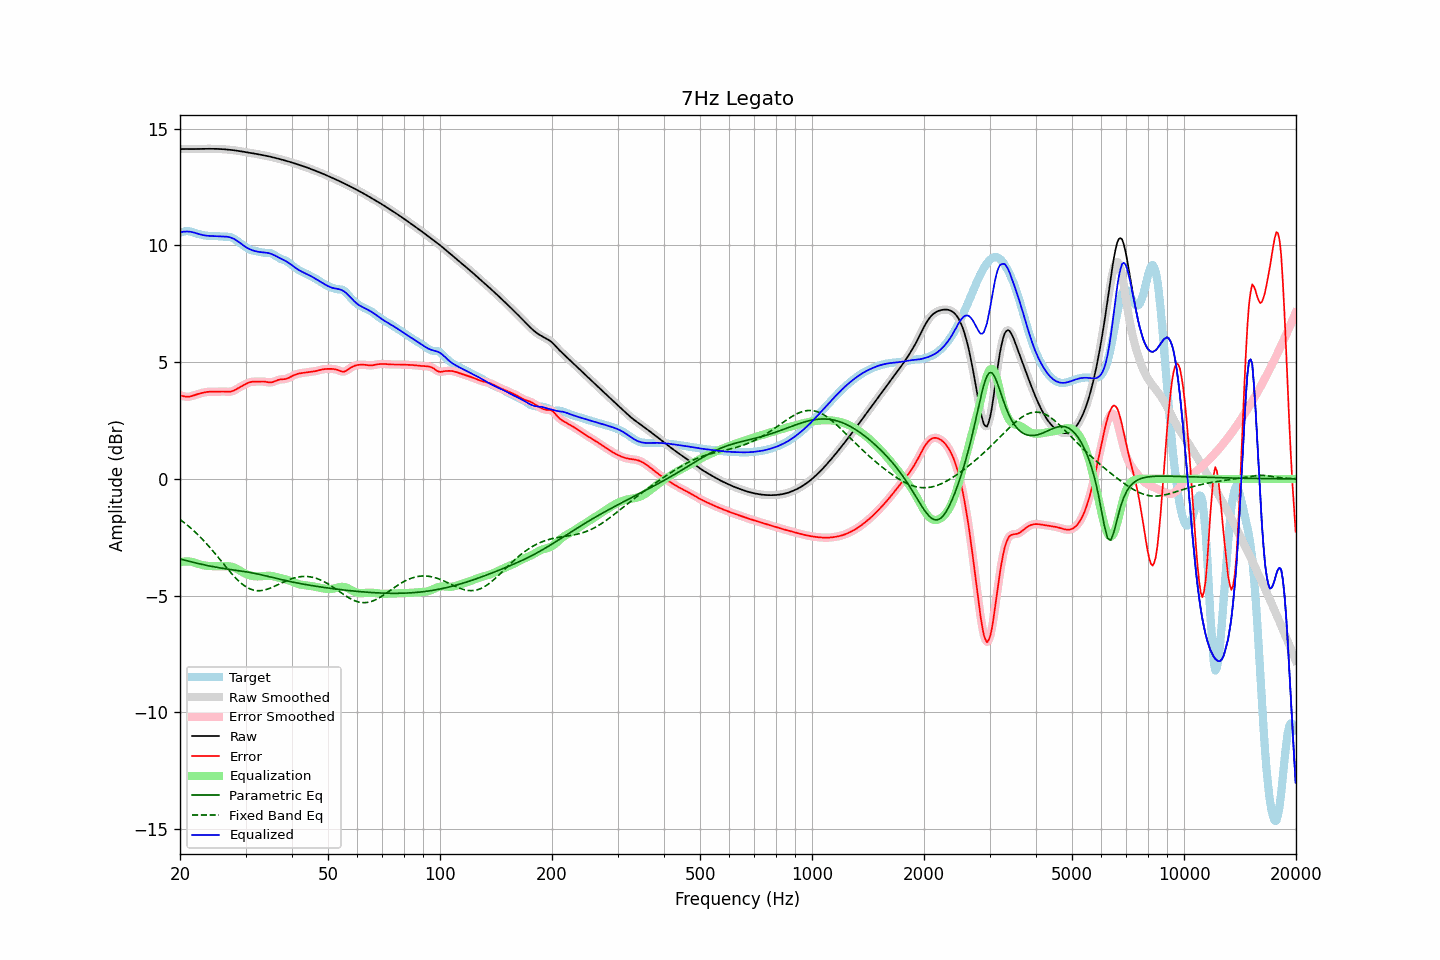 7Hz Legato
Amplitude (dBr)
15
10
5
0
−5
−10
−15
Target
Raw Smoothed
Error Smoothed
Raw
Error
Equalization
Parametric Eq
Fixed Band Eq
Equalized
20 50 100 200 500 1000 2000 5000 10000 20000
Frequency (Hz)